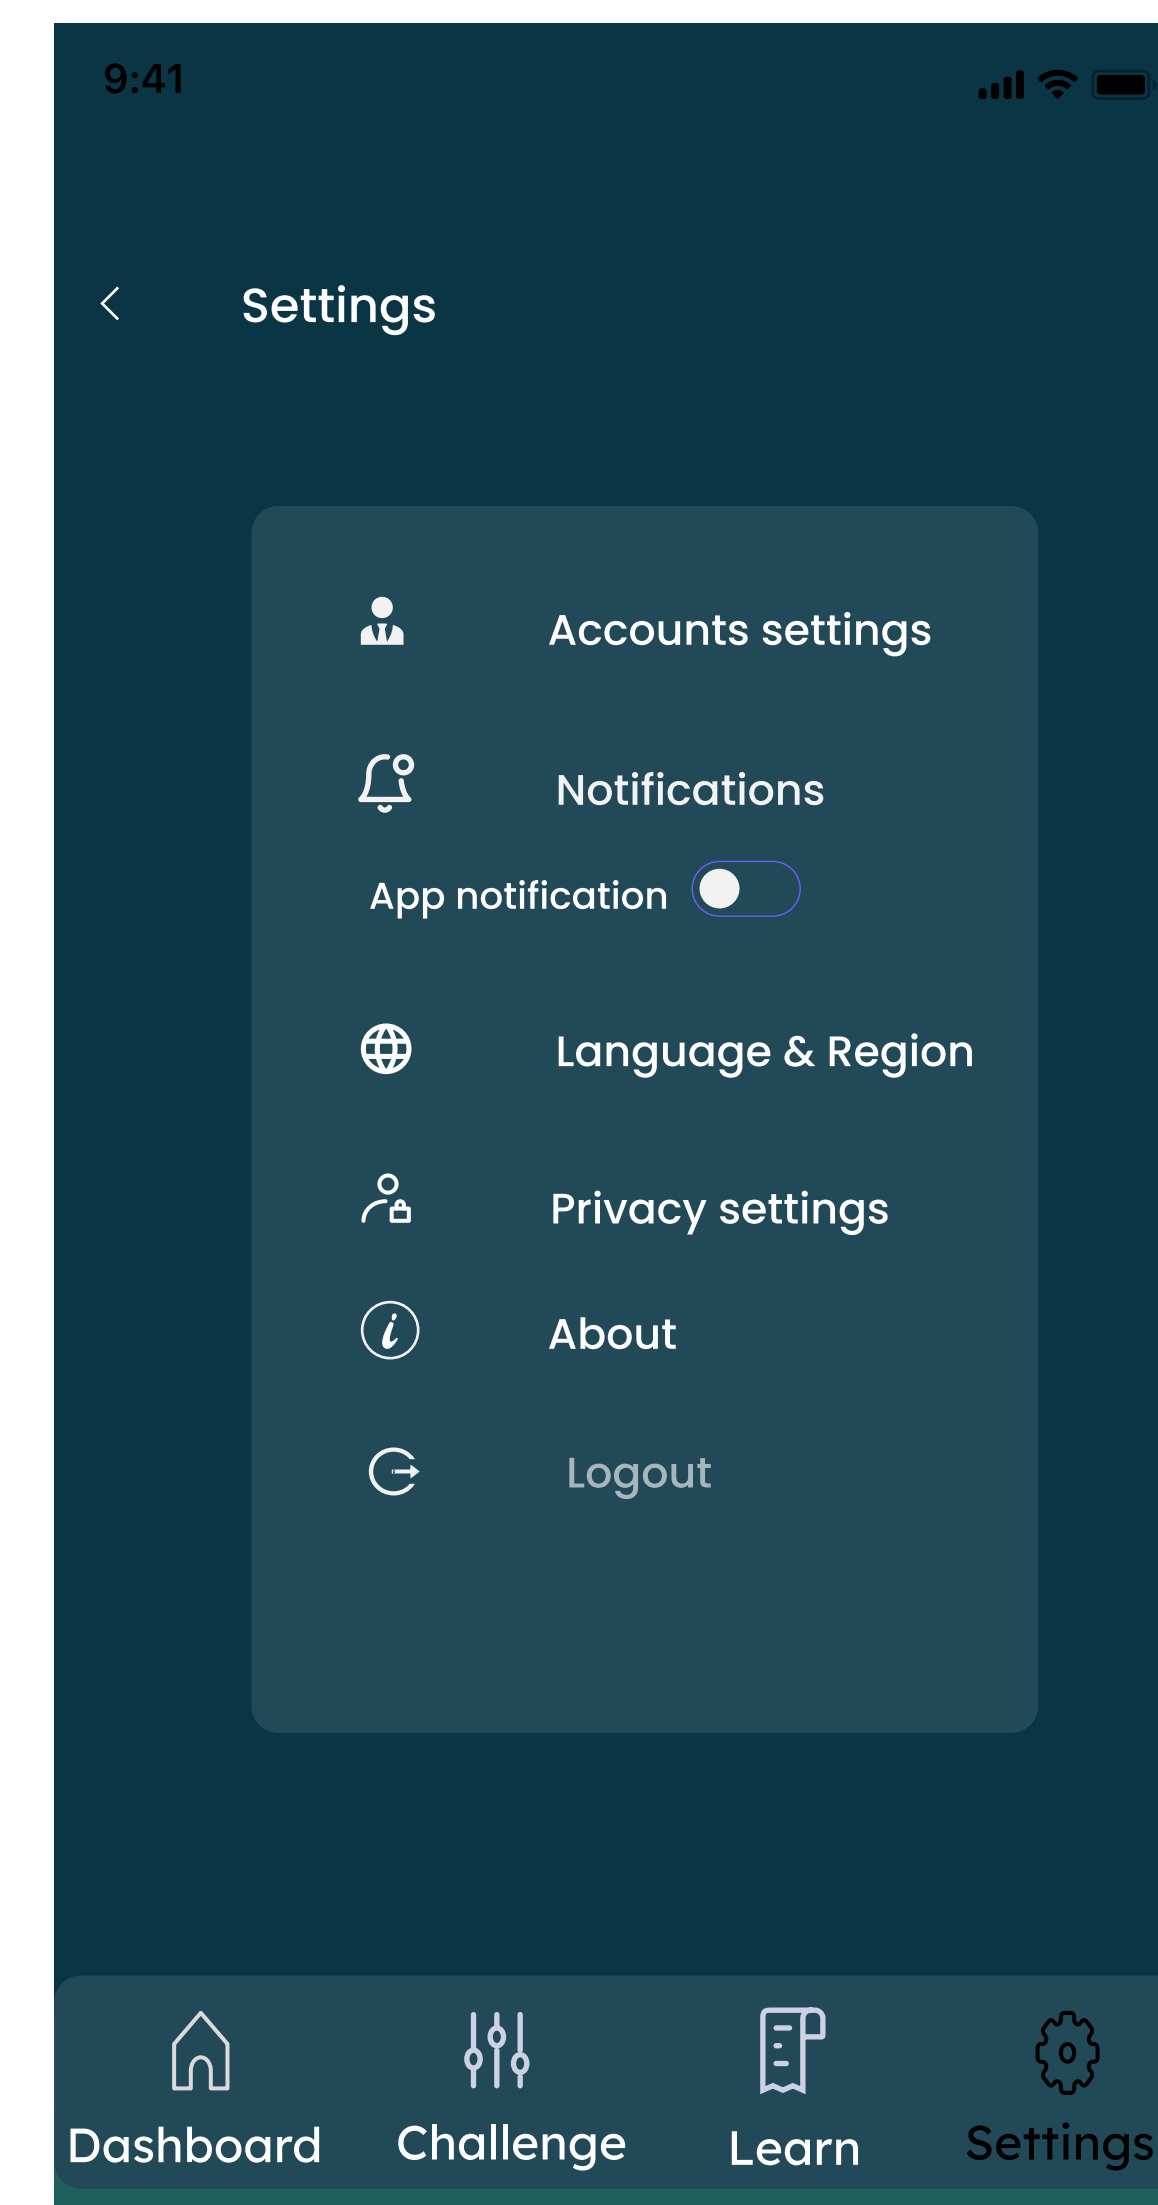 9:41
Settings
Accounts settings
Notifications
App notification
Language & Region
Privacy settings
About
Logout
Dashboard
Challenge
Learn
Settings